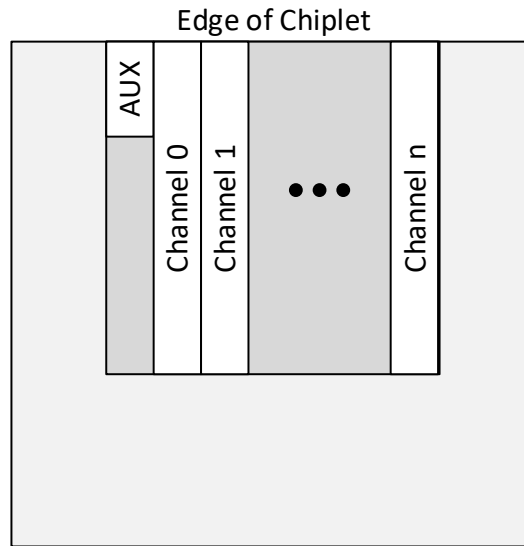 Edge of Chiplet
AUX
Channel 0
Channel 1
•••
Channel n